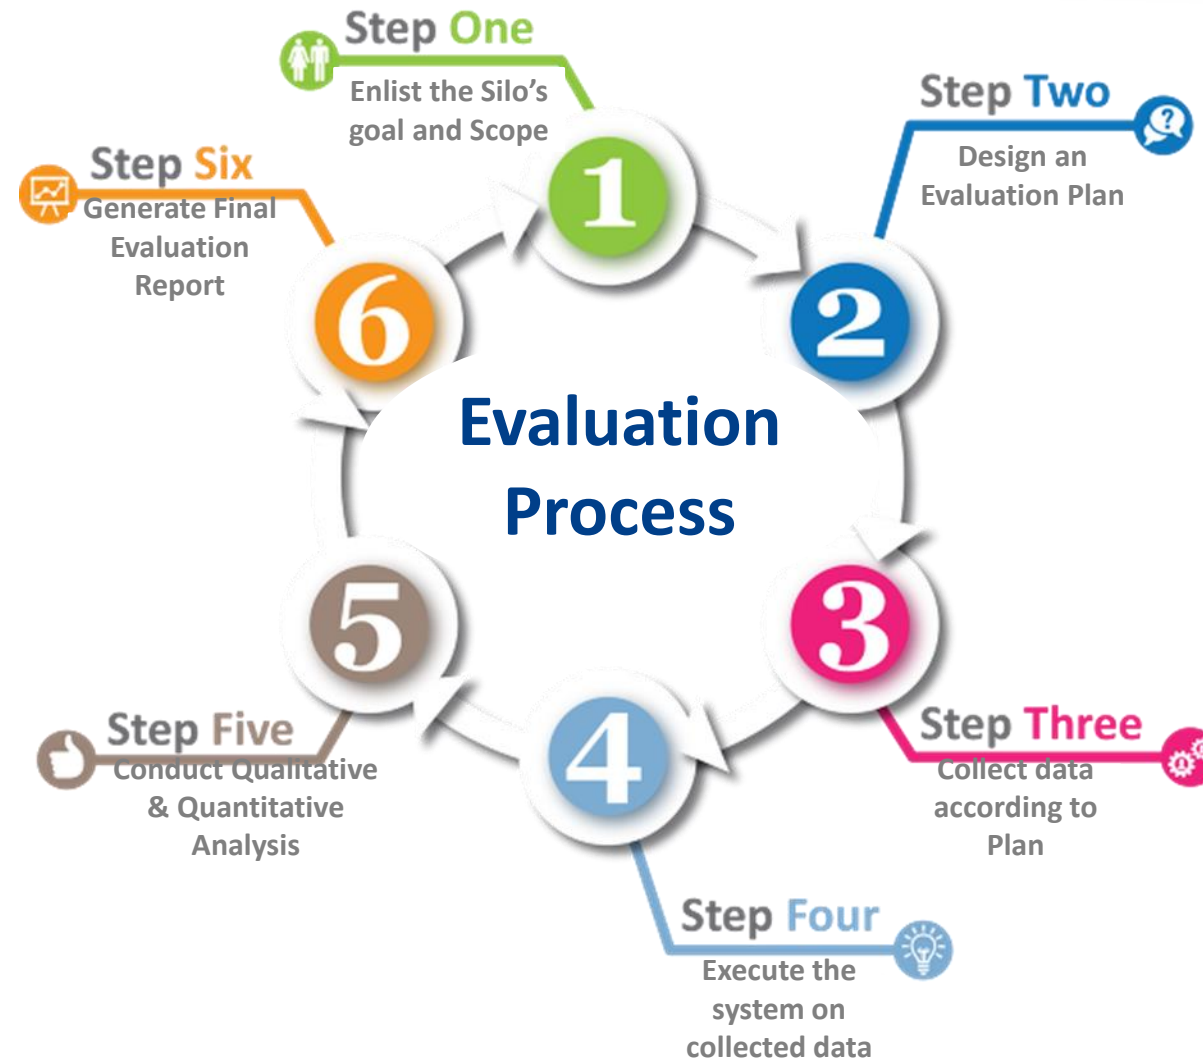 Step One
Enlist the Silo's
goal and Scope
1
Step Two
Design an
Evaluation Plan
2
?
Step Three
Collect data
according to
Plan
3
Step Four
Execute the
system on
collected data
4
Step Five
Conduct Qualitative
& Quantitative
Analysis
5
Step Six
Generate Final
Evaluation
Report
6
Evaluation
Process